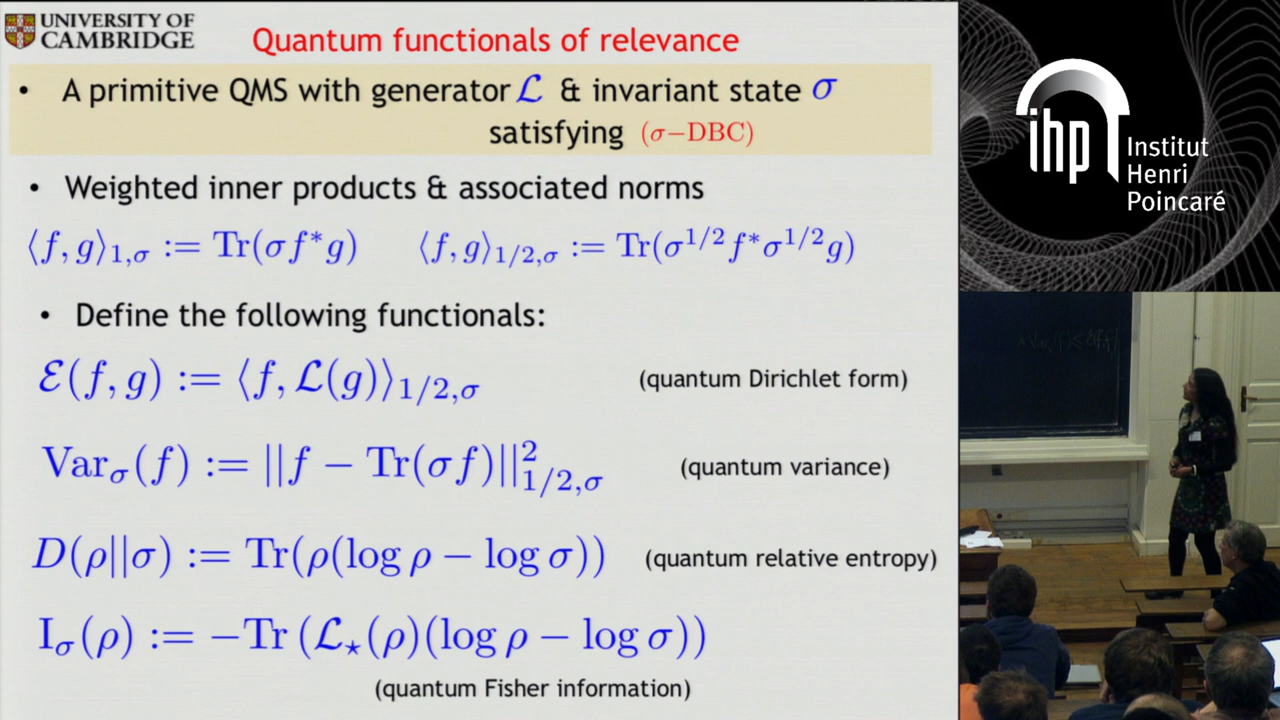 UNIVERSITY OF
CAMBRIDGE
Quantum functionals of relevance
• A primitive QMS with generator ℒ & invariant state σ
satisfying (σ−DBC)
• Weighted inner products & associated norms
⟨f, g⟩_{1,σ} := Tr(σf*g) ⟨f, g⟩_{1/2,σ} := Tr(σ^{1/2}f*σ^{1/2}g)
• Define the following functionals:
ℰ(f, g) := ⟨f, ℒ(g)⟩_{1/2,σ} (quantum Dirichlet form)
Var_σ(f) := ||f − Tr(σf)||²_{1/2,σ} (quantum variance)
D(ρ||σ) := Tr(ρ(log ρ − log σ)) (quantum relative entropy)
I_σ(ρ) := −Tr (ℒ_⋆(ρ)(log ρ − log σ))
(quantum Fisher information)
ihp
Institut
Henri
Poincaré